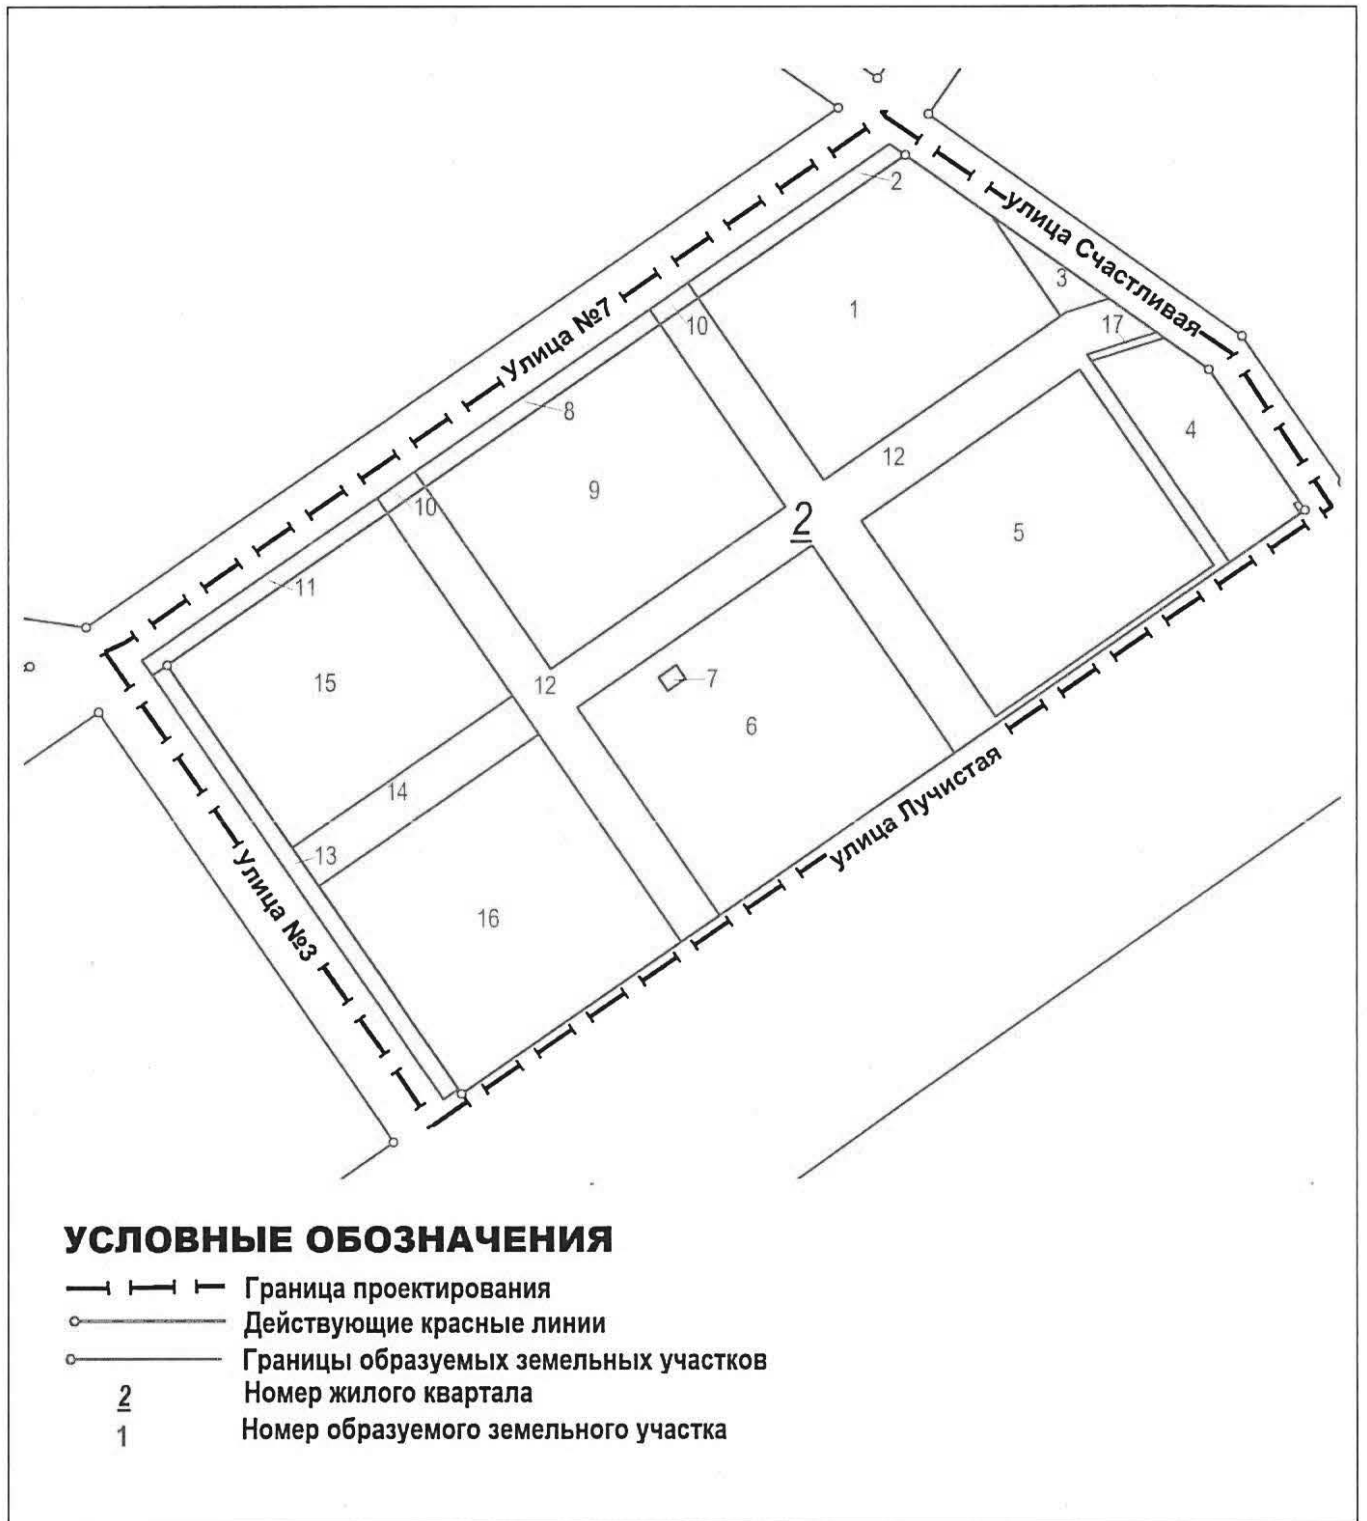 2
улица Счастливая
3
1
10
17
Улица №7
8
4
12
9
10
2
5
11
15
12
7
6
14
улица Лучистая
13
Улица №3
16
УСЛОВНЫЕ ОБОЗНАЧЕНИЯ
Граница проектирования
Действующие красные линии
Границы образуемых земельных участков
2 Номер жилого квартала
1 Номер образуемого земельного участка